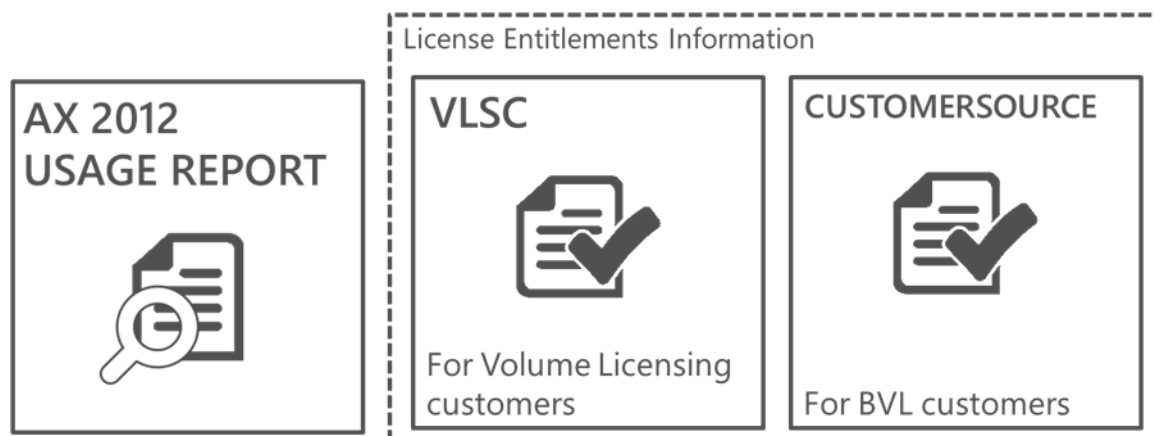 License Entitlements Information
AX 2012
USAGE REPORT
VLSC
For Volume Licensing
customers
CUSTOMERSOURCE
For BVL customers